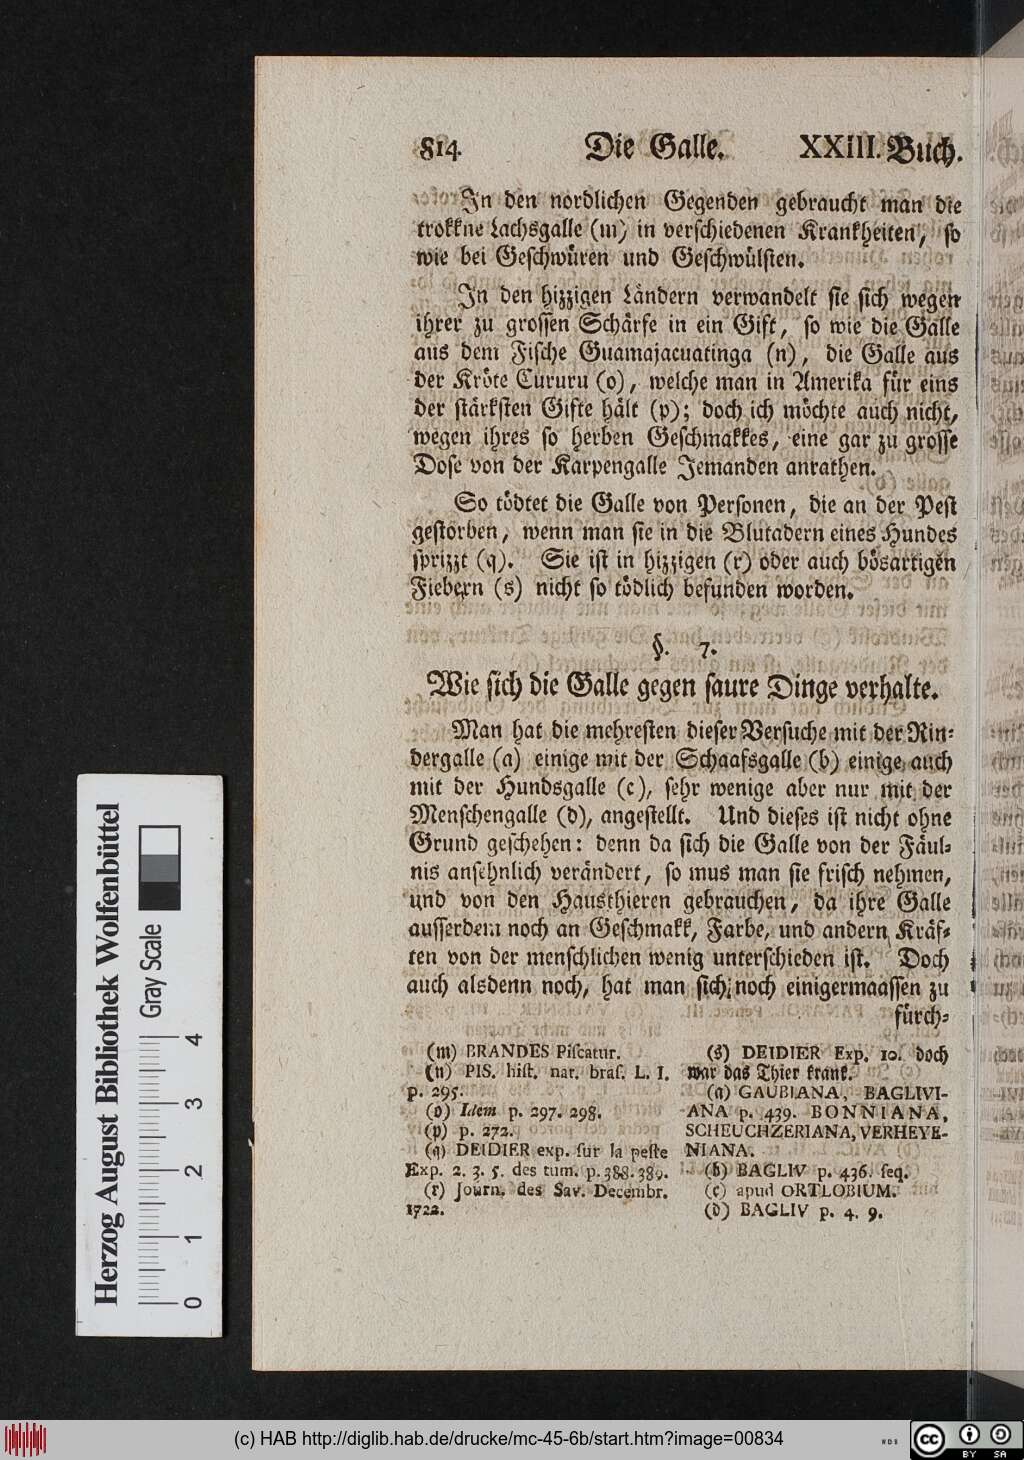 814. Die Galle. XXIII. Buch.
In den nordlichen Gegenden gebraucht man die
trokkne Lachsgalle (m) in verschiedenen Krankheiten, so
wie bei Geschwüren und Geschwülsten.
In den hizzigen Ländern verwandelt sie sich wegen
ihrer zu grossen Schärfe in ein Gift, so wie die Galle
aus dem Fische Guamajacuatinga (n), die Galle aus
der Kröte Cururu (o), welche man in Amerika für eins
der stärksten Gifte hält (p); doch ich möchte auch nicht,
wegen ihres so herben Geschmakkes, eine gar zu grosse
Dose von der Karpengalle Jemanden anrathen.
So tödtet die Galle von Personen, die an der Pest
gestorben, wenn man sie in die Blutadern eines Hundes
sprizzt (q). Sie ist in hizzigen (r) oder auch bösartigen
Fiebern (s) nicht so tödlich befunden worden.
§. 7.
Wie sich die Galle gegen saure Dinge verhalte.
Man hat die mehresten dieser Versuche mit der Rin-
dergalle (a) einige mit der Schaafsgalle (b) einige auch
mit der Hundsgalle (c), sehr wenige aber nur mit der
Menschengalle (d), angestellt. Und dieses ist nicht ohne
Grund geschehen: denn da sich die Galle von der Fäul-
nis ansehnlich verändert, so mus man sie frisch nehmen,
und von den Hausthieren gebrauchen, da ihre Galle
ausserdem noch an Geschmakk, Farbe, und andern Kräf-
ten von der menschlichen wenig unterschieden ist. Doch
auch alsdenn noch, hat man sich noch einigermaassen zu
fürch-
(m) BRANDES Piscatur.
(n) PIS. hist. nat. bras. L. I.
p. 295.
(o) Idem p. 297. 298.
(p) p. 272.
(q) DEIDIER exp. sur la peste
Exp. 2. 3. 5. des tum. p. 388. 389.
(r) Journ. des Sav. Decembr.
1722.
(s) DEIDIER Exp. 10. doch
war das Thier krank.
(a) GAUBIANA, BAGLIVI-
ANA p. 439. BONNIANA,
SCHEUCHZERIANA, VERHEYE-
NIANA.
(b) BAGLIV p. 436. seq.
(c) apud ORTLOBIUM.
(d) BAGLIV p. 4. 9.
Herzog August Bibliothek Wolfenbüttel
Gray Scale
0 1 2 3 4
(c) HAB http://diglib.hab.de/drucke/mc-45-6b/start.htm?image=00834
cc BY SA